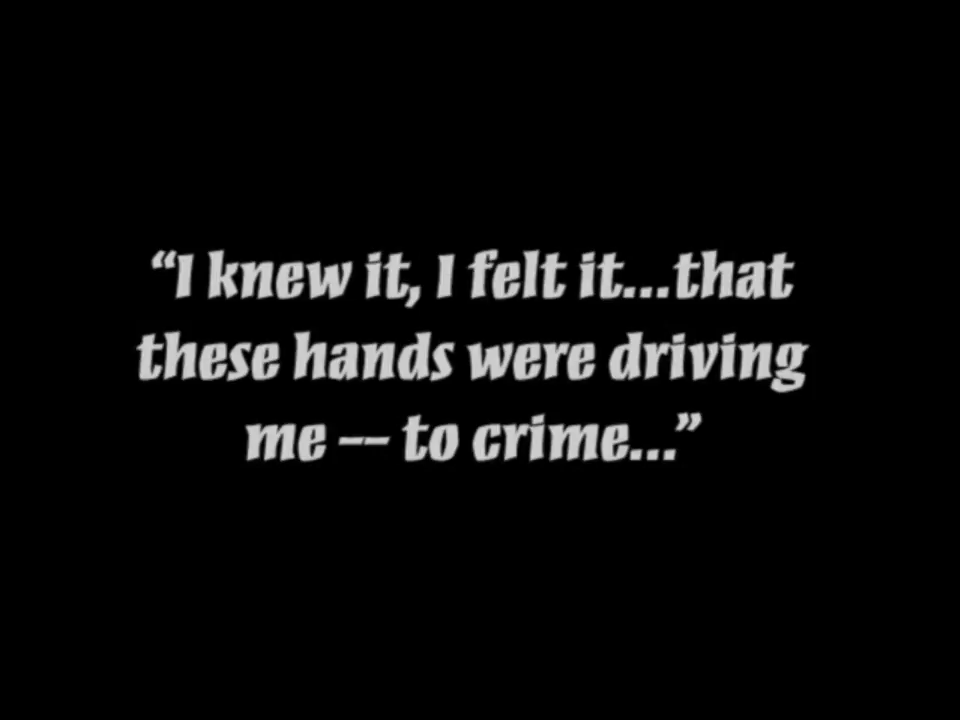 “I knew it, I felt it...that
these hands were driving
me -- to crime...”